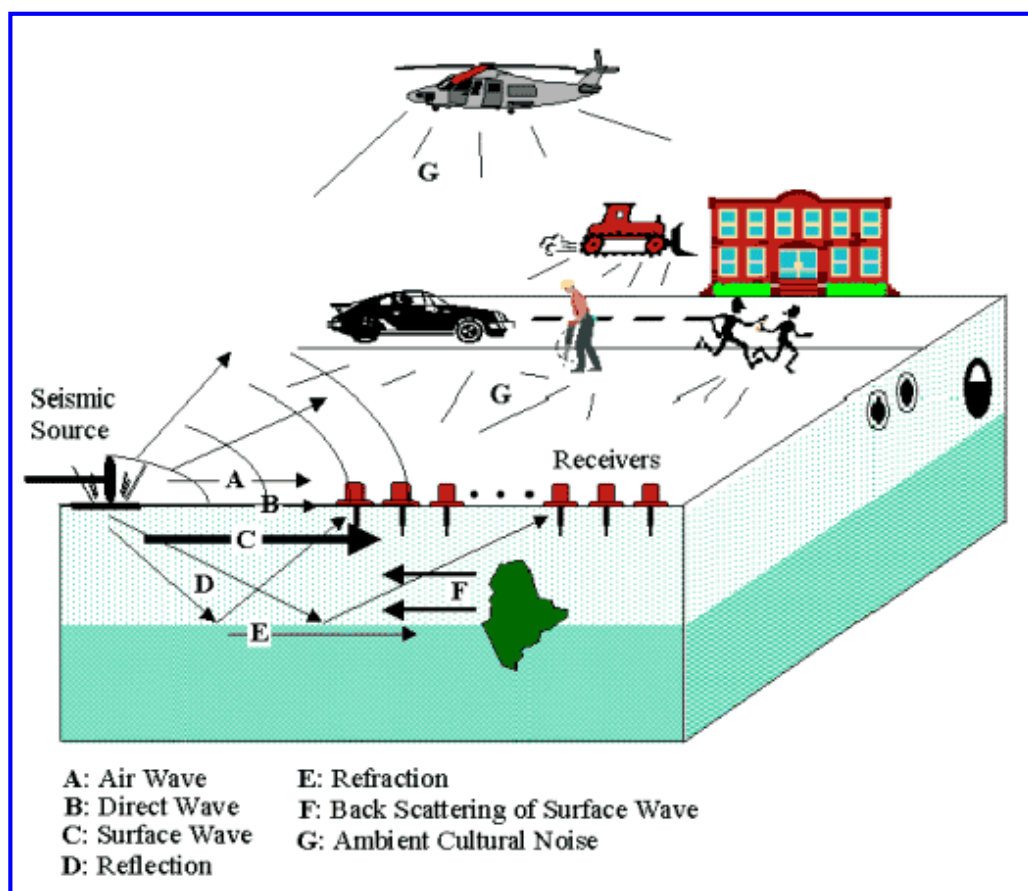 G
Seismic
Source
G
Receivers
A
B
C
D
F
E
A: Air Wave
B: Direct Wave
C: Surface Wave
D: Reflection
E: Refraction
F: Back Scattering of Surface Wave
G: Ambient Cultural Noise